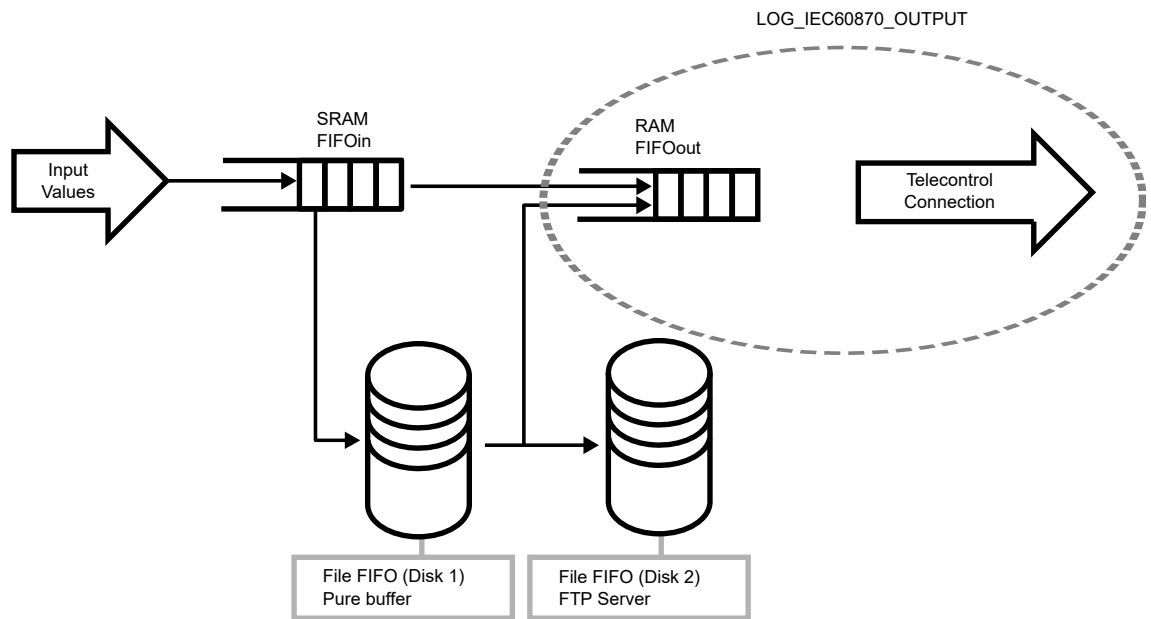 LOG_IEC60870_OUTPUT
SRAM
FIFOin
RAM
FIFOout
Input
Values
Telecontrol
Connection
File FIFO (Disk 1)
Pure buffer
File FIFO (Disk 2)
FTP Server